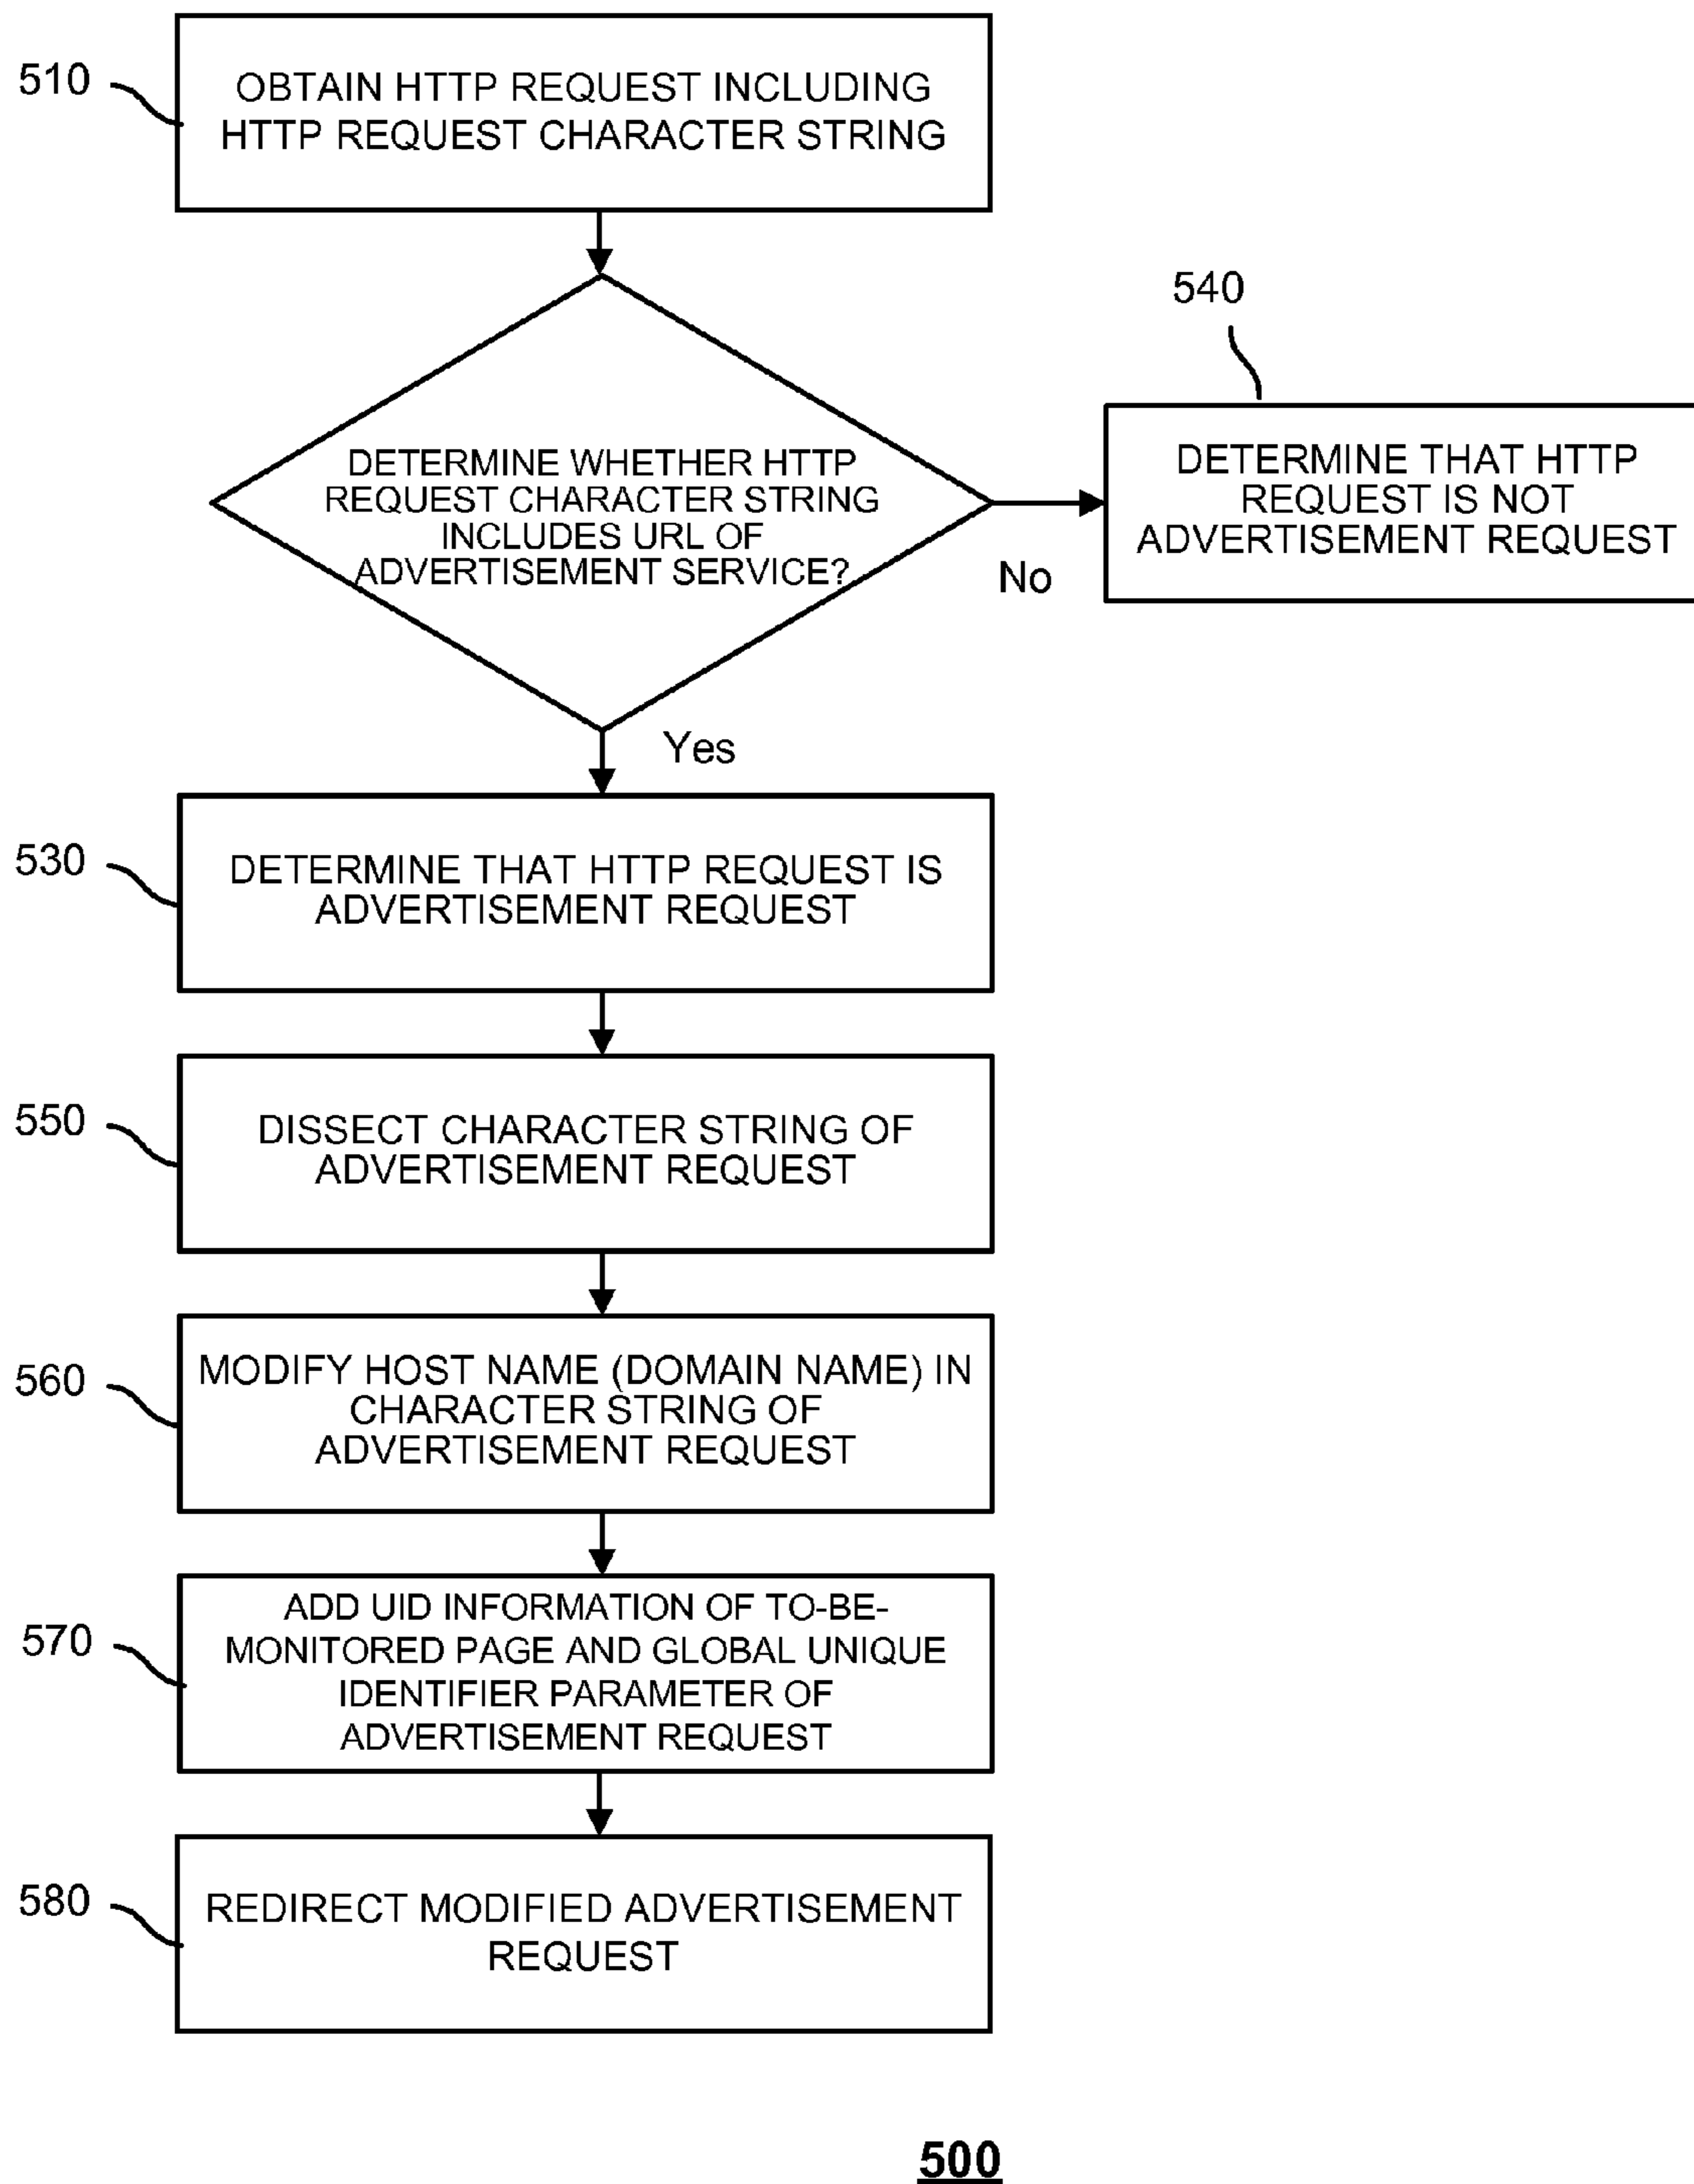 510
OBTAIN HTTP REQUEST INCLUDING
HTTP REQUEST CHARACTER STRING
540
DETERMINE WHETHER HTTP
REQUEST CHARACTER STRING
INCLUDES URL OF
ADVERTISEMENT SERVICE?
No
DETERMINE THAT HTTP
REQUEST IS NOT
ADVERTISEMENT REQUEST
Yes
530
DETERMINE THAT HTTP REQUEST IS
ADVERTISEMENT REQUEST
550
DISSECT CHARACTER STRING OF
ADVERTISEMENT REQUEST
560
MODIFY HOST NAME (DOMAIN NAME) IN
CHARACTER STRING OF
ADVERTISEMENT REQUEST
570
ADD UID INFORMATION OF TO-BE-
MONITORED PAGE AND GLOBAL UNIQUE
IDENTIFIER PARAMETER OF
ADVERTISEMENT REQUEST
580
REDIRECT MODIFIED ADVERTISEMENT
REQUEST
500